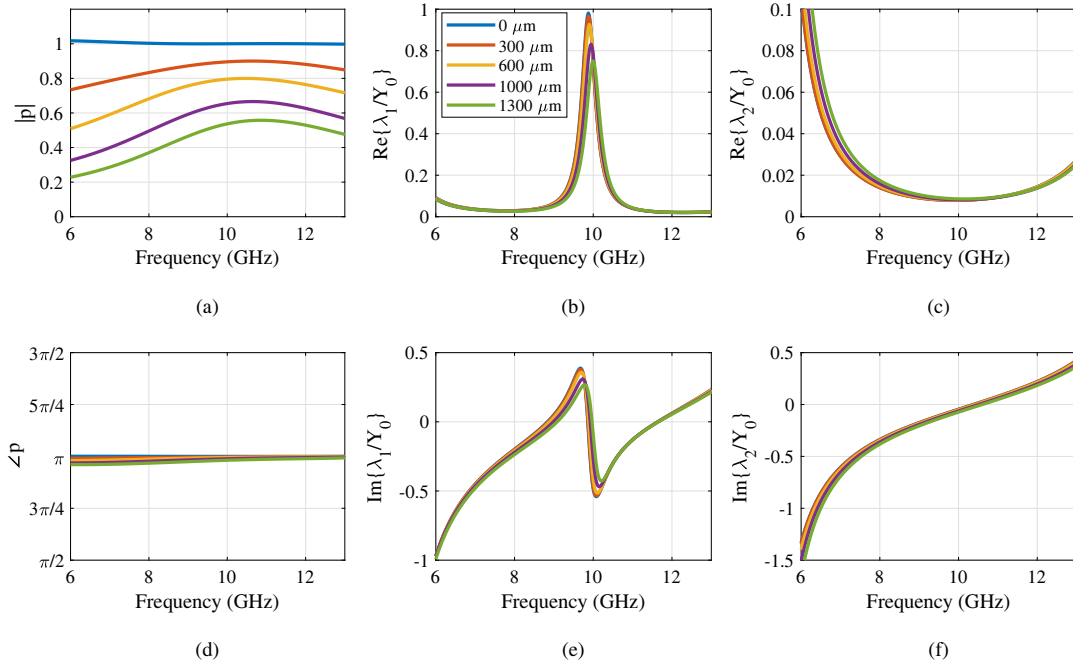 |p|
1
0.8
0.6
0.4
0.2
0
6 8 10 12
Frequency (GHz)
(a)
Re{λ1/Y0}
1
0.8
0.6
0.4
0.2
0
0 μm
300 μm
600 μm
1000 μm
1300 μm
6 8 10 12
Frequency (GHz)
(b)
Re{λ2/Y0}
0.1
0.08
0.06
0.04
0.02
0
6 8 10 12
Frequency (GHz)
(c)
∠p
3π/2
5π/4
π
3π/4
π/2
6 8 10 12
Frequency (GHz)
(d)
Im{λ1/Y0}
0.5
0
-0.5
-1
6 8 10 12
Frequency (GHz)
(e)
Im{λ2/Y0}
0.5
0
-0.5
-1
-1.5
6 8 10 12
Frequency (GHz)
(f)